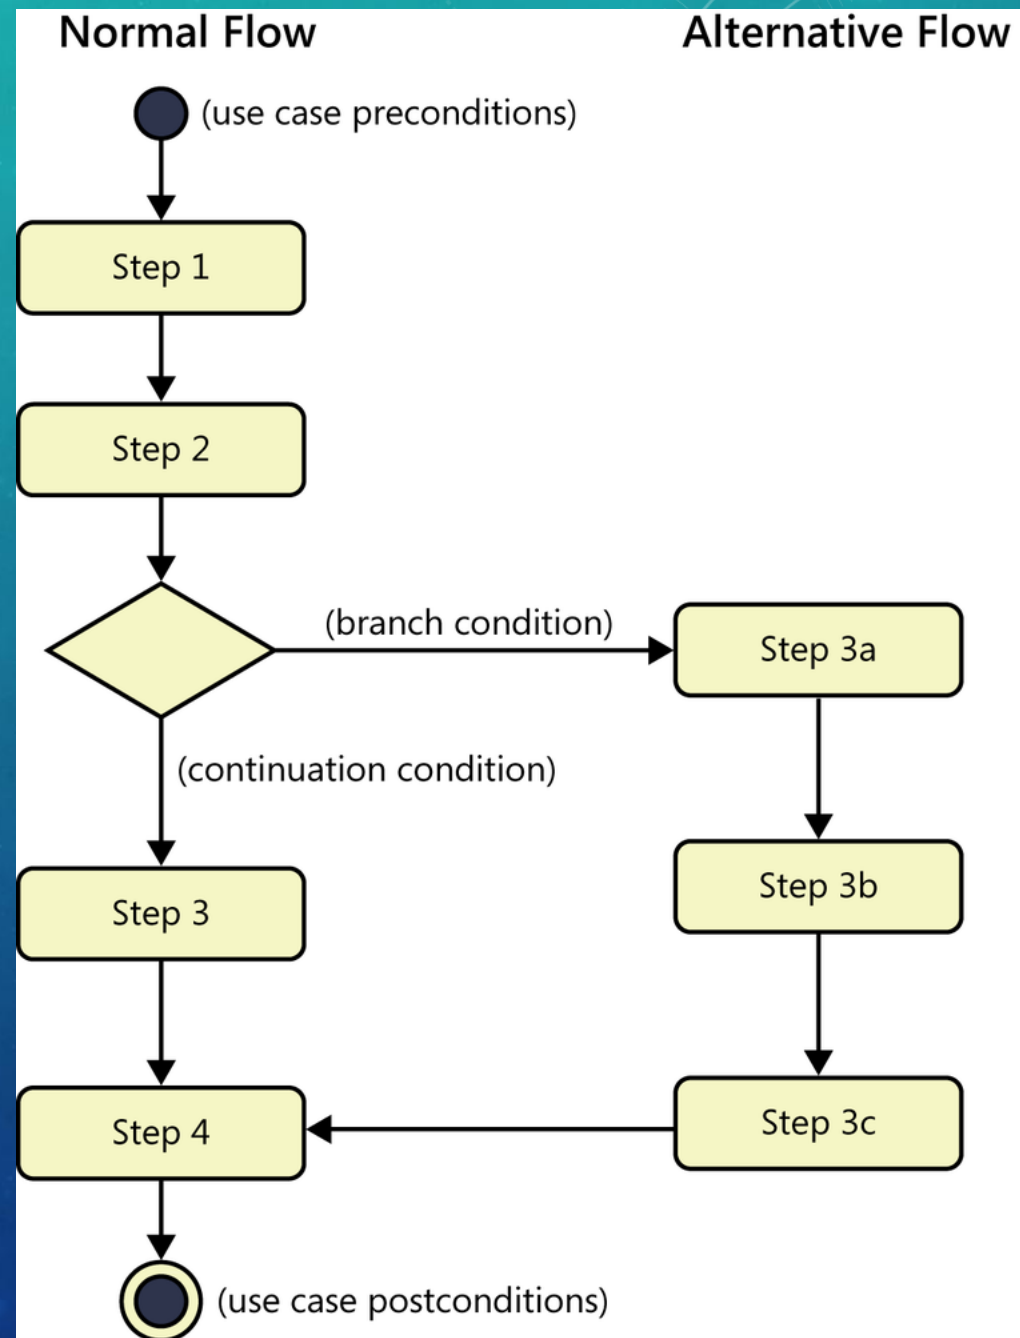 Normal Flow
Alternative Flow
(use case preconditions)
Step 1
Step 2
(branch condition)
Step 3a
(continuation condition)
Step 3b
Step 3
Step 3c
Step 4
(use case postconditions)